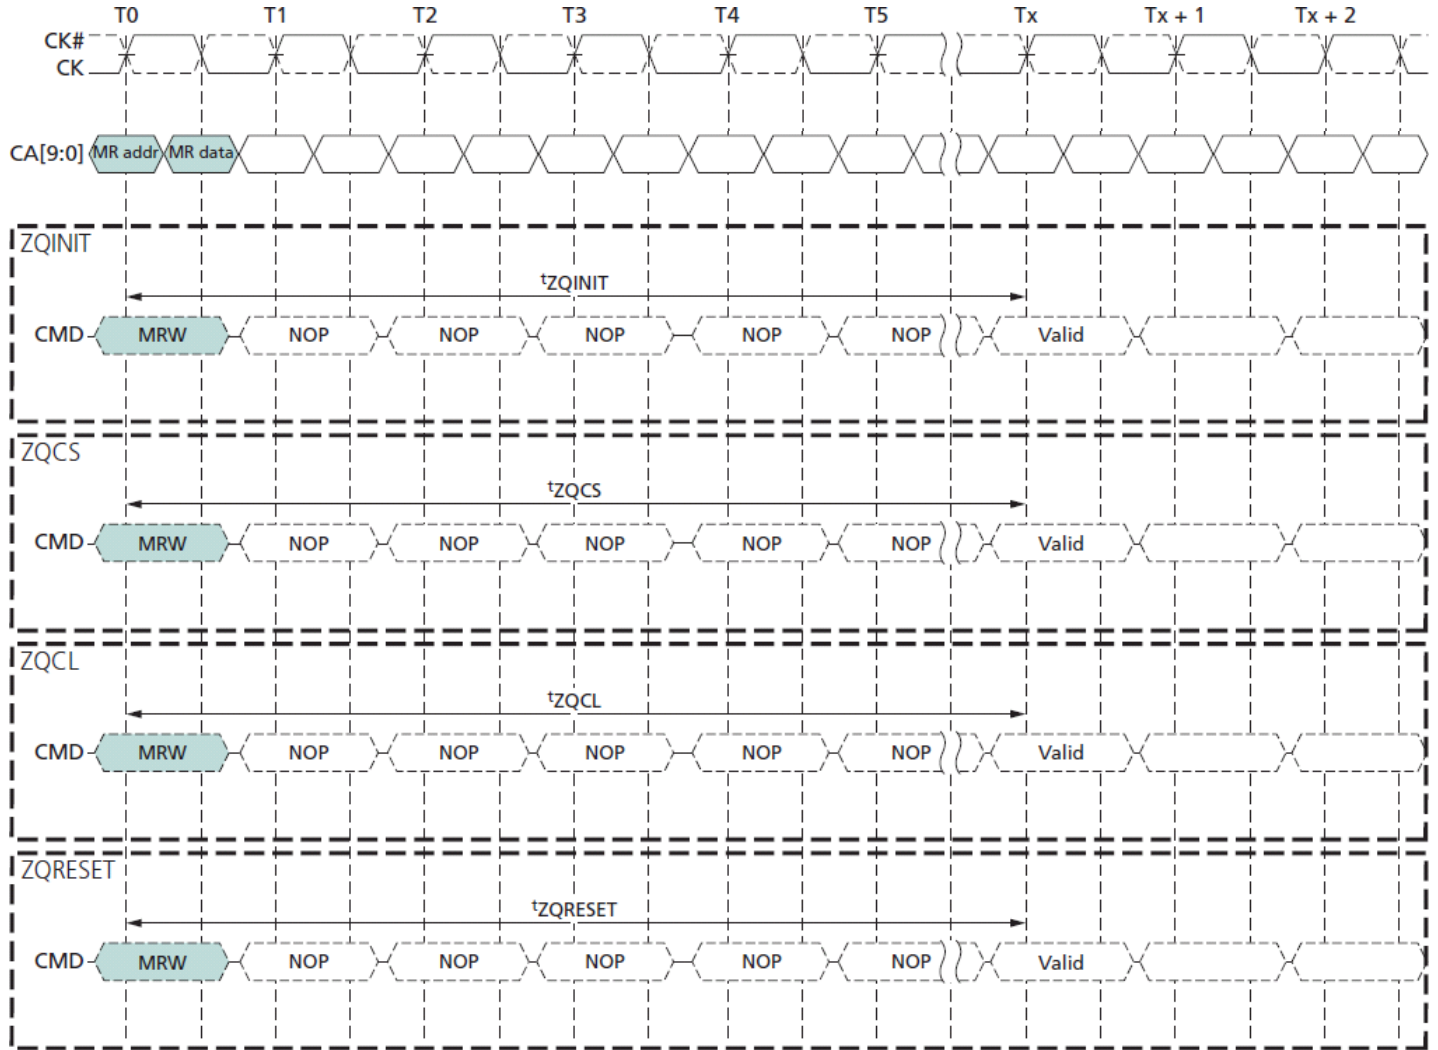 T0 T1 T2 T3 T4 T5 Tx Tx + 1 Tx + 2
CK#
CK
CA[9:0] MR addr MR data
ZQINIT
tZQINIT
CMD MRW NOP NOP NOP NOP NOP Valid
ZQCS
tZQCS
CMD MRW NOP NOP NOP NOP NOP Valid
ZQCL
tZQCL
CMD MRW NOP NOP NOP NOP NOP Valid
ZQRESET
tZQRESET
CMD MRW NOP NOP NOP NOP NOP Valid